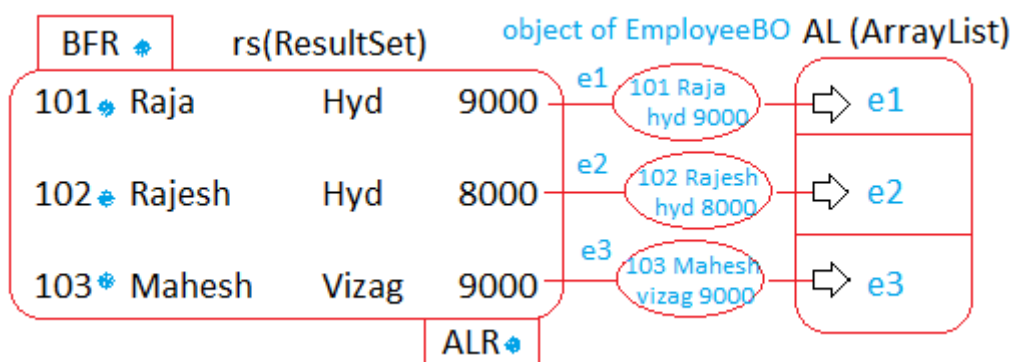 BFR
rs(ResultSet)
object of EmployeeBO
AL (ArrayList)
101 Raja Hyd 9000
e1
101 Raja
hyd 9000
e1
102 Rajesh Hyd 8000
e2
102 Rajesh
hyd 8000
e2
103 Mahesh Vizag 9000
e3
103 Mahesh
vizag 9000
e3
ALR